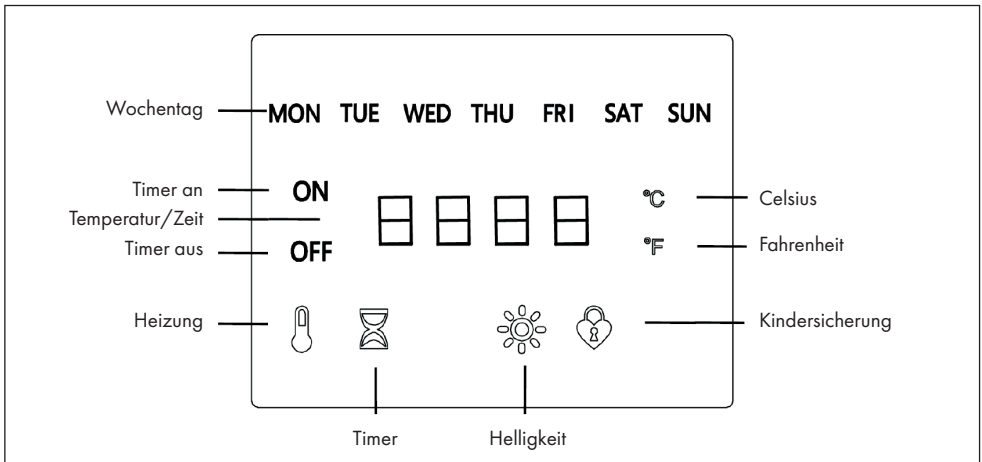 Wochentag MON TUE WED THU FRI SAT SUN
Timer an ON °C Celsius
Temperatur/Zeit 8888
Timer aus OFF °F Fahrenheit
Heizung Kindersicherung
Timer Helligkeit